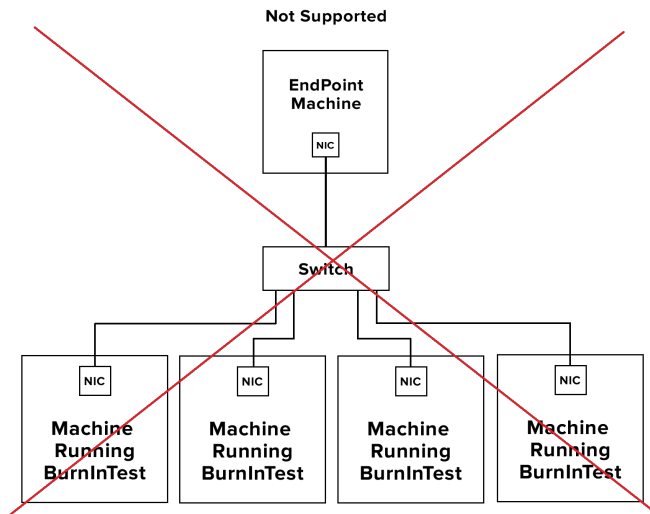 Not Supported
EndPoint
Machine
NIC
Switch
NIC
NIC
NIC
NIC
Machine
Running
BurnInTest
Machine
Running
BurnInTest
Machine
Running
BurnInTest
Machine
Running
BurnInTest